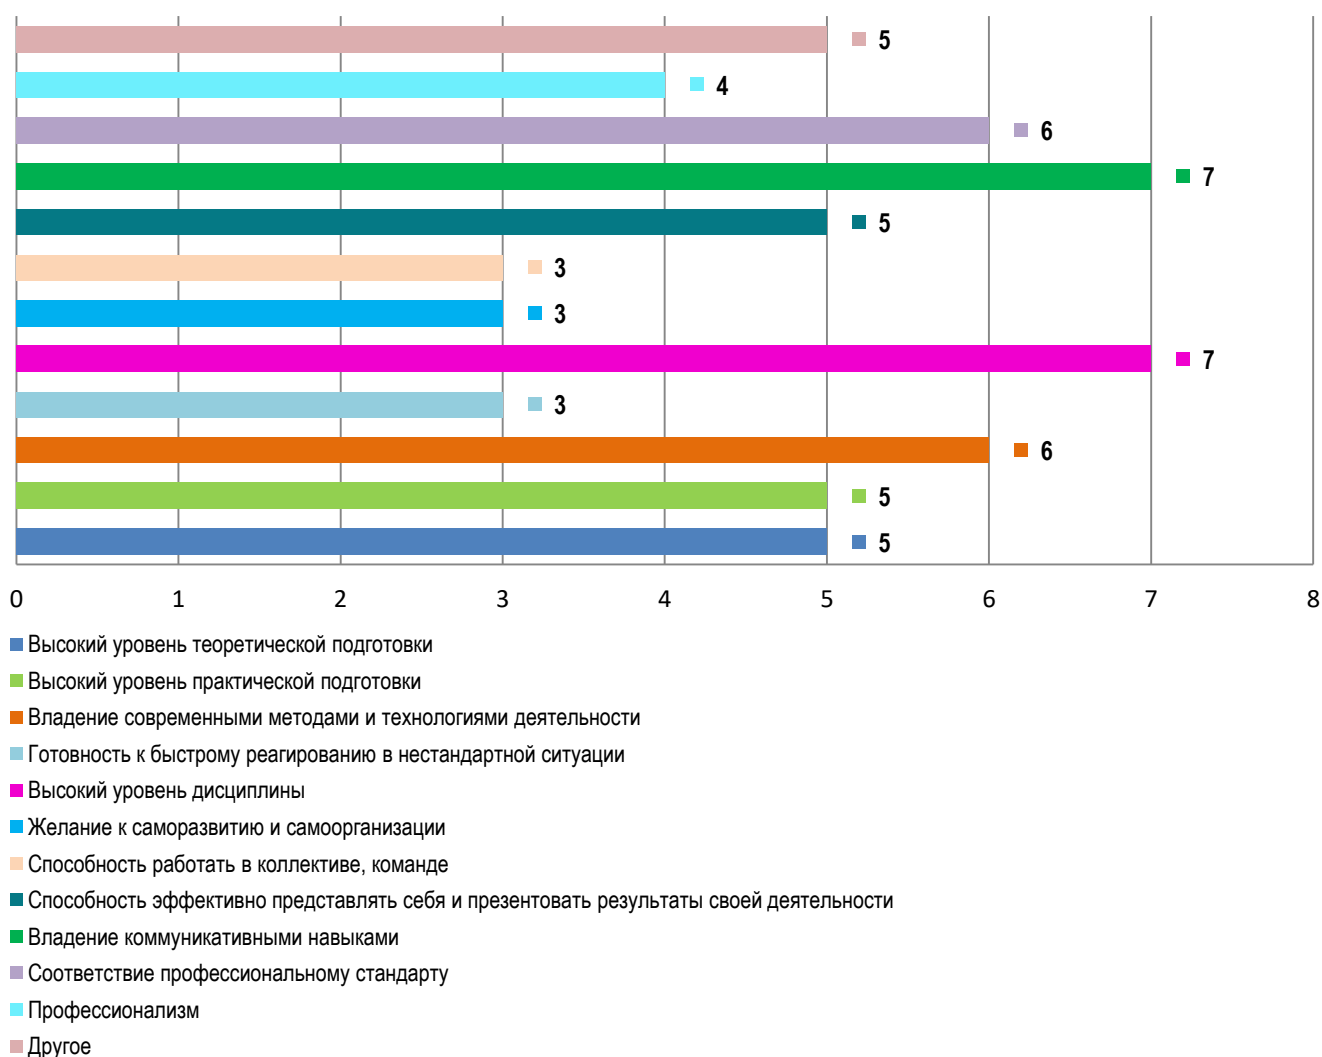 5
4
6
7
5
3
3
7
3
6
5
5
0 1 2 3 4 5 6 7 8
Высокий уровень теоретической подготовки
Высокий уровень практической подготовки
Владение современными методами и технологиями деятельности
Готовность к быстрому реагированию в нестандартной ситуации
Высокий уровень дисциплины
Желание к саморазвитию и самоорганизации
Способность работать в коллективе, команде
Способность эффективно представлять себя и презентовать результаты своей деятельности
Владение коммуникативными навыками
Соответствие профессиональному стандарту
Профессионализм
Другое